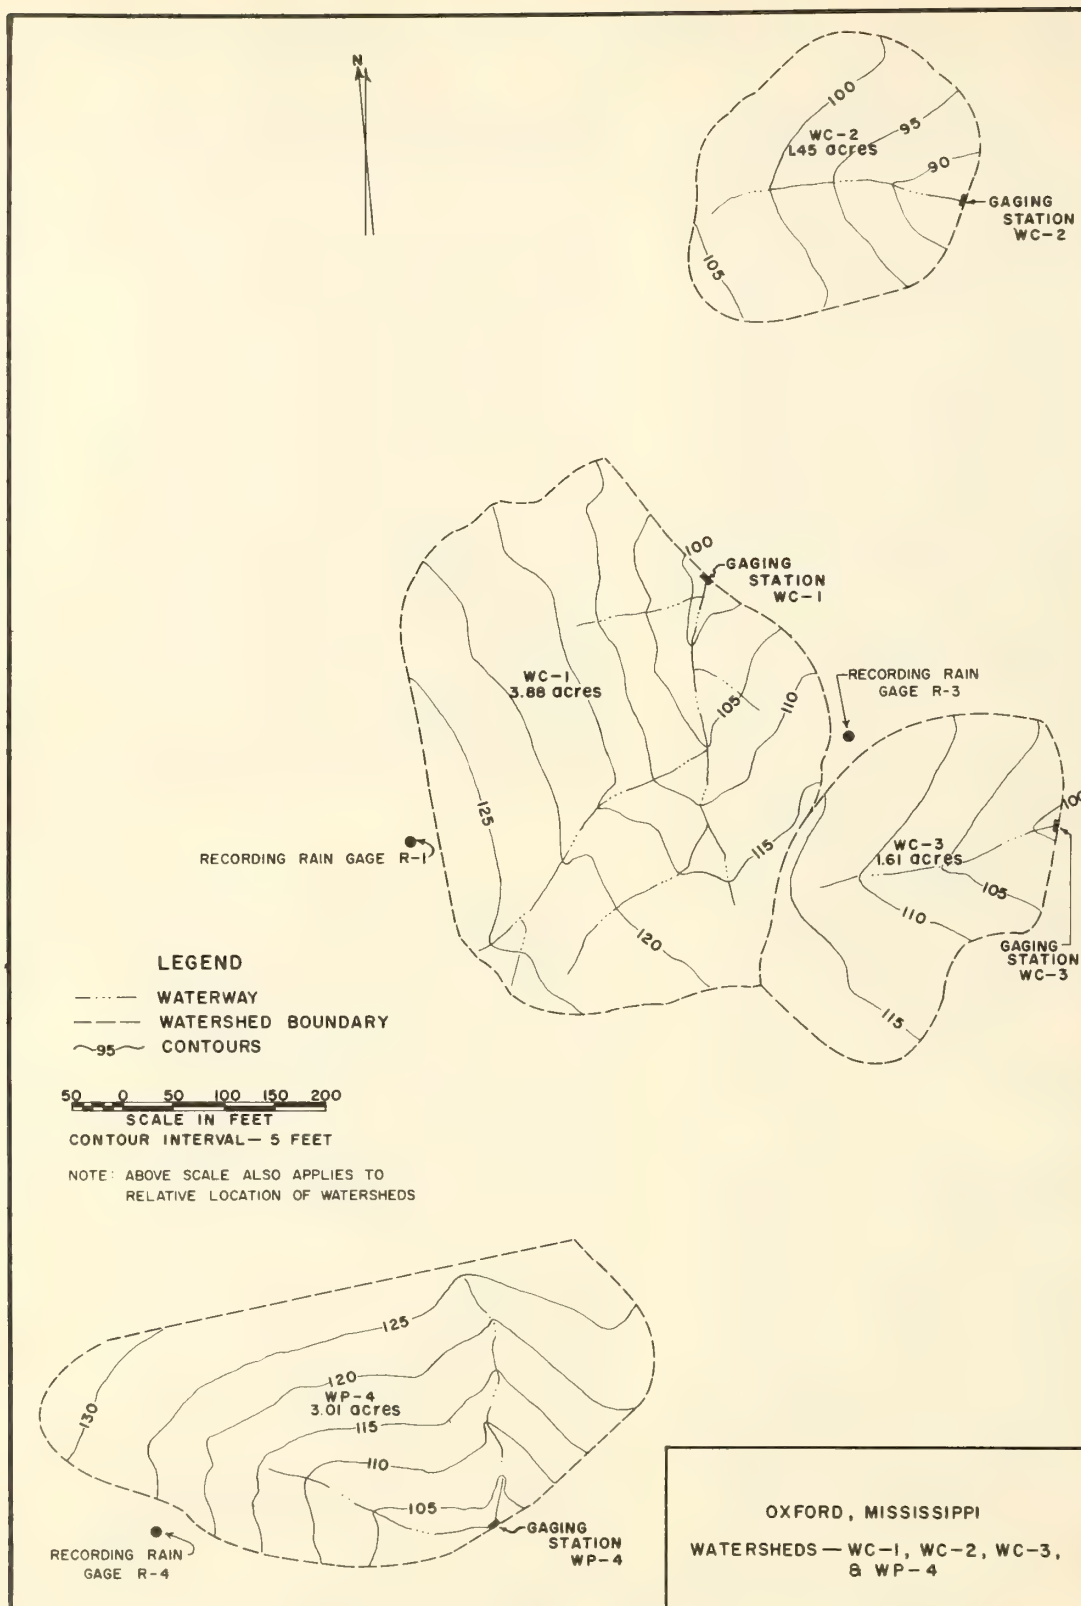 N
100
WC-2
1.45 acres
95
90
GAGING
STATION
WC-2
105
100
GAGING
STATION
WC-1
WC-1
3.88 acres
RECORDING RAIN
GAGE R-3
105
110
125
100
RECORDING RAIN GAGE R-1
115
WC-3
1.61 acres
105
110
120
GAGING
STATION
WC-3
115
LEGEND
WATERWAY
WATERSHED BOUNDARY
95 CONTOURS
50 0 50 100 150 200
SCALE IN FEET
CONTOUR INTERVAL— 5 FEET
NOTE: ABOVE SCALE ALSO APPLIES TO
RELATIVE LOCATION OF WATERSHEDS
125
120
WP-4
3.01 acres
130
115
110
105
GAGING
STATION
WP-4
RECORDING RAIN
GAGE R-4
OXFORD, MISSISSIPPI
WATERSHEDS — WC-1, WC-2, WC-3,
& WP-4